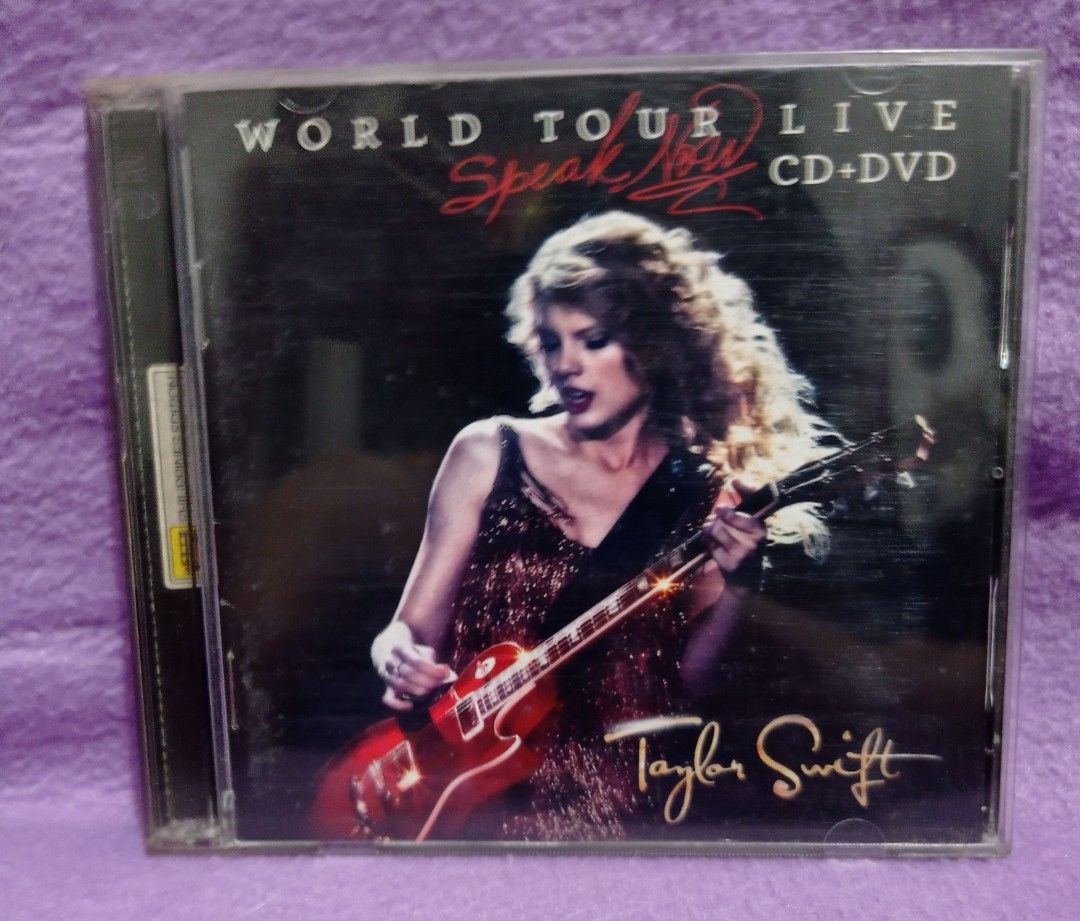 WORLD TOUR LIVE
Speak Now
CD+DVD
Taylor Swift